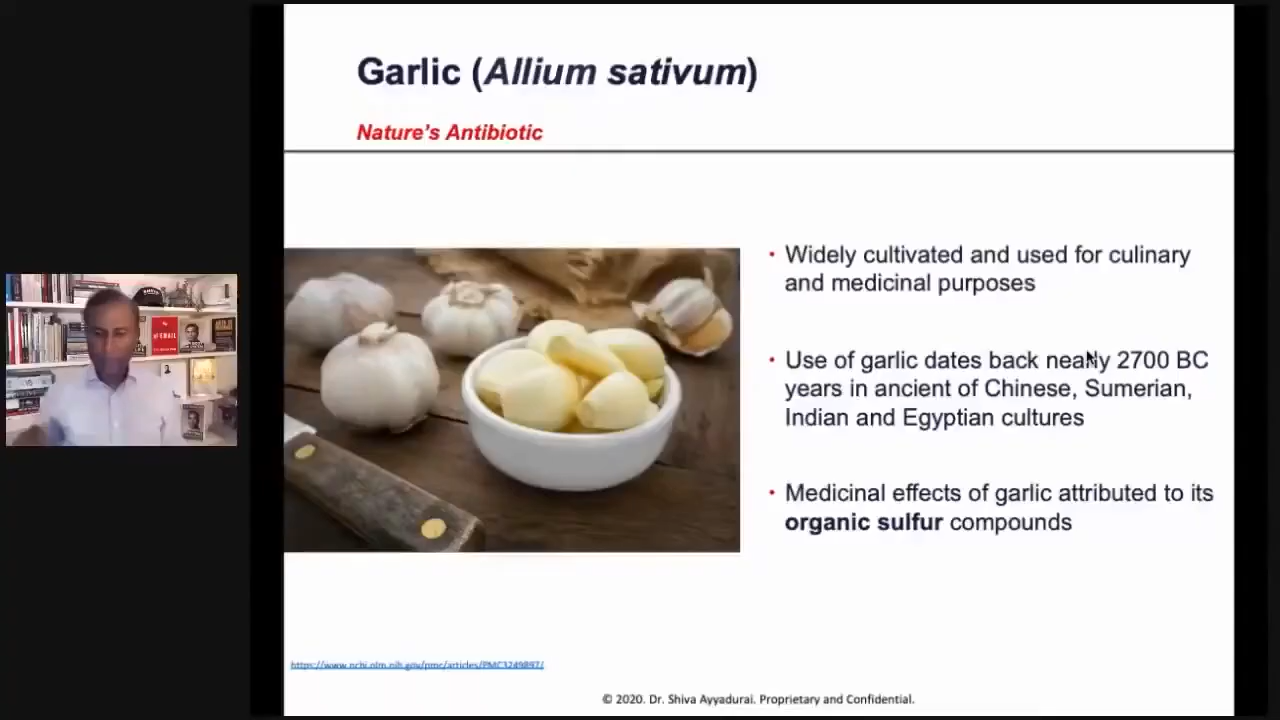 Garlic (Allium sativum)
Nature's Antibiotic
• Widely cultivated and used for culinary
and medicinal purposes
• Use of garlic dates back nearly 2700 BC
years in ancient of Chinese, Sumerian,
Indian and Egyptian cultures
• Medicinal effects of garlic attributed to its
organic sulfur compounds
https://www.ncbi.nlm.nih.gov/pmc/articles/PMC3249897/
© 2020. Dr. Shiva Ayyadurai. Proprietary and Confidential.